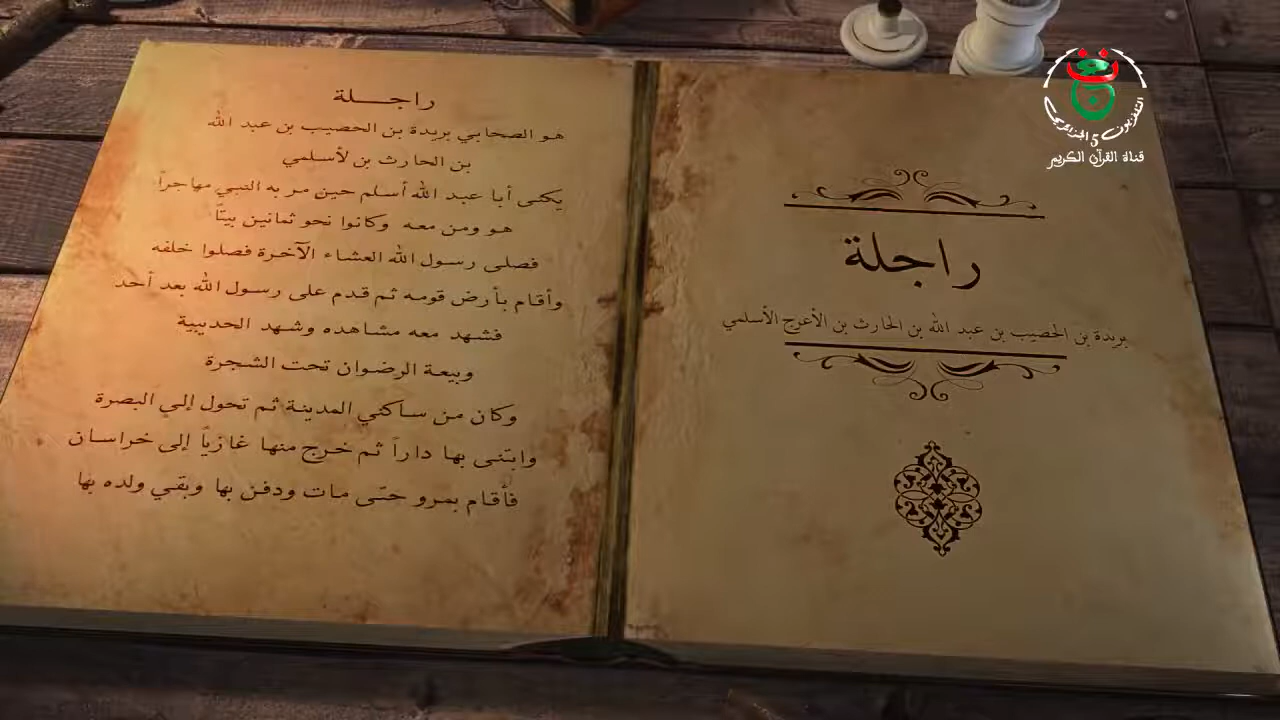 راجلة
بريدة بن الحصيب بن عبد الله بن الحارث بن الأعرج الأسلمي
راجلة
هو الصحابي بريدة بن الحصيب بن عبد الله
بن الحارث بن لأسلمي
يكنى أبا عبد الله أسلم حين مر به النبي مهاجراً
هو ومن معه وكانوا نحو ثمانين بيتاً
فصلى رسول الله العشاء الآخرة فصلوا خلفه
وأقام بأرض قومه ثم قدم على رسول الله بعد أحد
فشهد معه مشاهده وشهد الحديبية
وبيعة الرضوان تحت الشجرة
وكان من ساكني المدينة ثم تحول إلي البصرة
وابتنى بها داراً ثم خرج منها غازياً إلى خراسان
فأقام بمرو حتى مات ودفن بها وبقي ولده بها
التلفزيون الجزائري 5
قناة القرآن الكريم